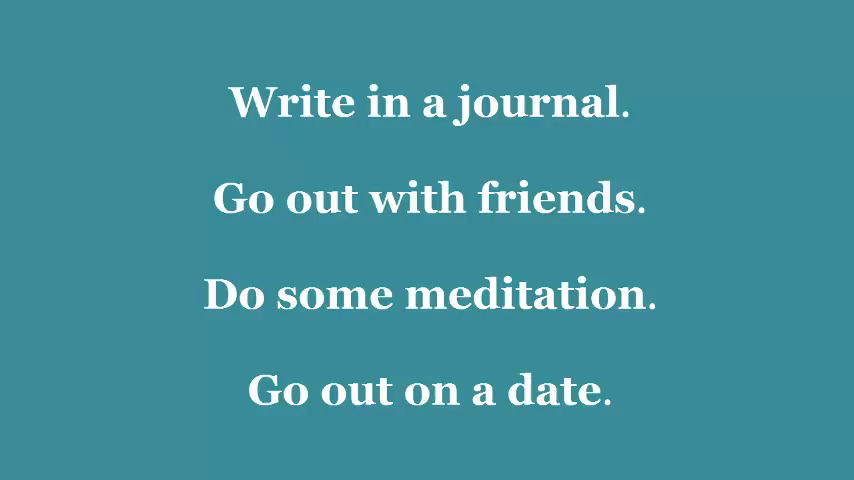 Write in a journal.
Go out with friends.
Do some meditation.
Go out on a date.